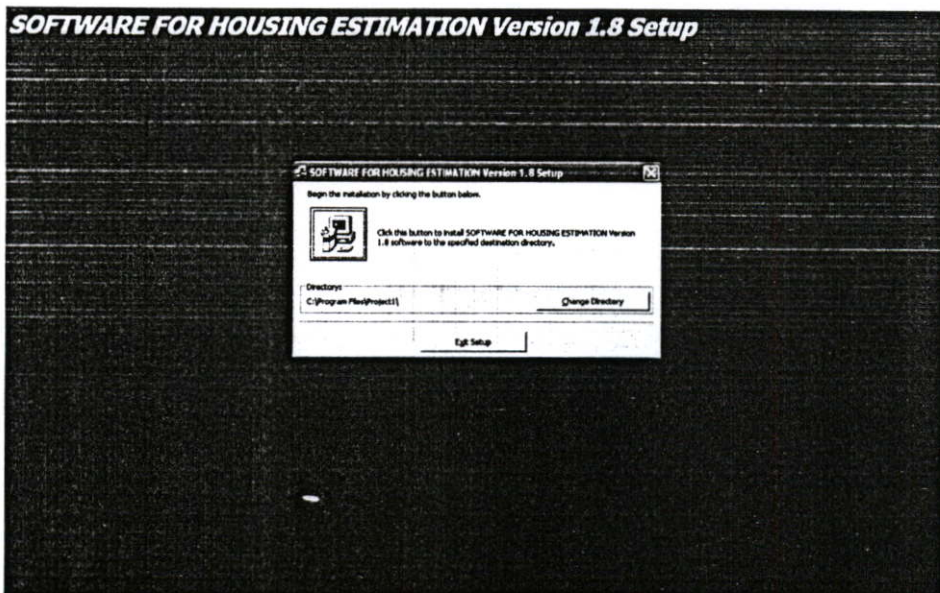 SOFTWARE FOR HOUSING ESTIMATION Version 1.8 Setup
SOFTWARE FOR HOUSING ESTIMATION Version 1.8 Setup
Begin the installation by clicking the button below.
Click this button to install SOFTWARE FOR HOUSING ESTIMATION Version
1.8 software to the specified destination directory.
Directory:
C:\Program Files\Project1\
Change Directory
Exit Setup